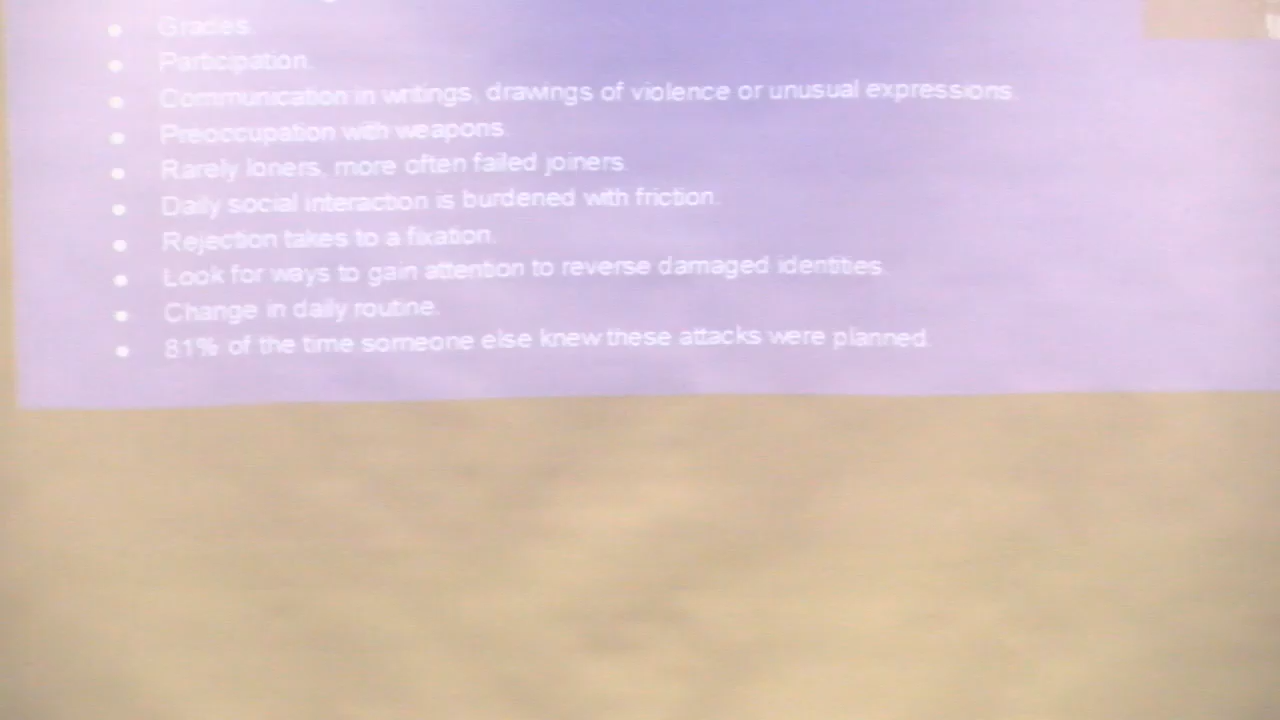 Grades.
Participation.
Communication in writings, drawings of violence or unusual expressions.
Preoccupation with weapons.
Rarely loners, more often failed joiners.
Daily social interaction is burdened with friction.
Rejection takes to a fixation.
Look for ways to gain attention to reverse damaged identities.
Change in daily routine.
81% of the time someone else knew these attacks were planned.